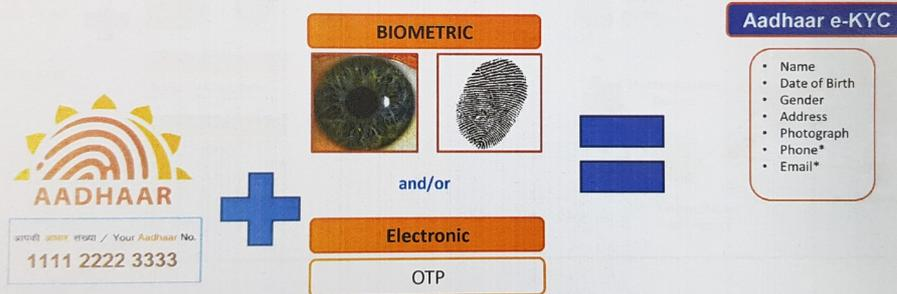 AADHAAR
आपकी आधार संख्या / Your Aadhaar No.
1111 2222 3333
BIOMETRIC
and/or
Electronic
OTP
Aadhaar e-KYC
• Name
• Date of Birth
• Gender
• Address
• Photograph
• Phone*
• Email*